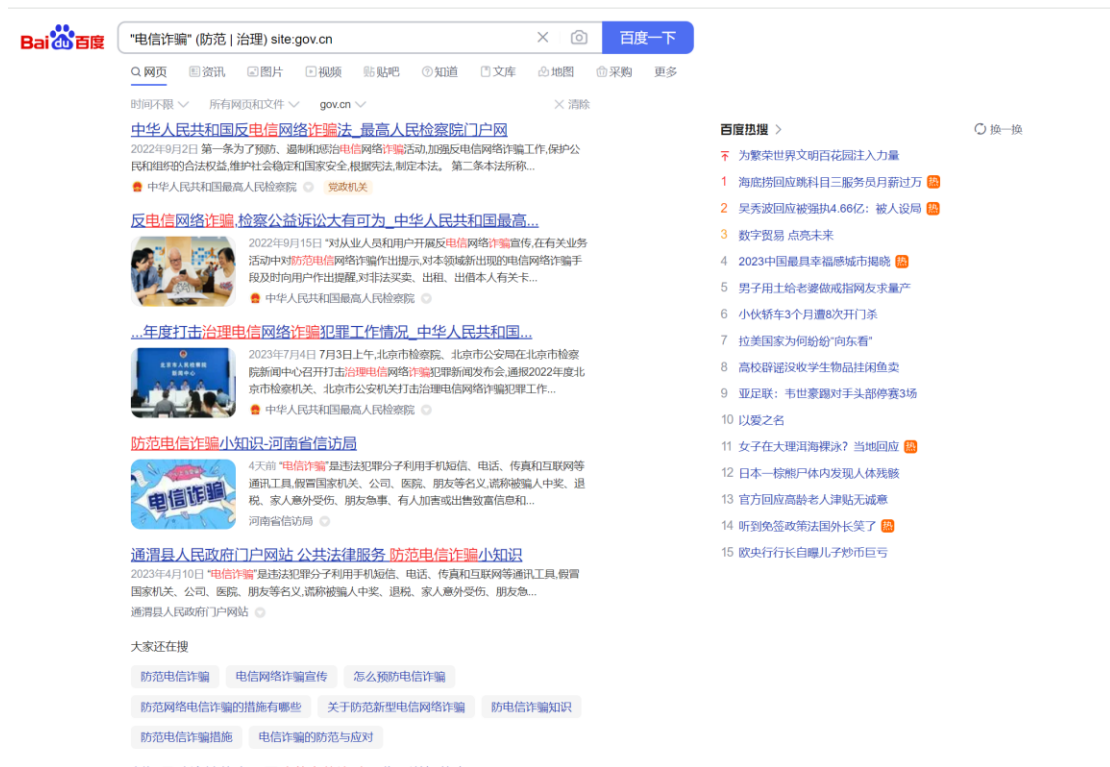 Bai du 百度
"电信诈骗" (防范 | 治理) site:gov.cn
百度一下
网页 资讯 图片 视频 贴吧 知道 文库 地图 采购 更多
时间不限 所有网页和文件 gov.cn 清除
中华人民共和国反电信网络诈骗法_最高人民检察院门户网
2022年9月2日 第一条为了预防、遏制和惩治电信网络诈骗活动,加强反电信网络诈骗工作,保护公
民和组织的合法权益,维护社会稳定和国家安全,根据宪法,制定本法。 第二条本法所称...
中华人民共和国最高人民检察院 党政机关
反电信网络诈骗,检察公益诉讼大有可为_中华人民共和国最高...
2022年9月15日 "对从业人员和用户开展反电信网络诈骗宣传,在有关业务
活动中对防范电信网络诈骗作出提示,对本领域新出现的电信网络诈骗手
段及时向用户作出提醒,对非法买卖、出租、出借本人有关卡...
中华人民共和国最高人民检察院
...年度打击治理电信网络诈骗犯罪工作情况_中华人民共和国...
北京市人民检察院
新闻中心
2023年7月4日 7月3日上午,北京市检察院、北京市公安局在北京市检察
院新闻中心召开打击治理电信网络诈骗犯罪新闻发布会,通报2022年度北
京市检察机关、北京市公安机关打击治理电信网络诈骗犯罪工作...
中华人民共和国最高人民检察院
防范电信诈骗小知识-河南省信访局
电信诈骗
4天前 "电信诈骗"是违法犯罪分子利用手机短信、电话、传真和互联网等
通讯工具,假冒国家机关、公司、医院、朋友等名义,谎称被骗人中奖、退
税、家人意外受伤、朋友急事、有人加害或出售致富信息和...
河南省信访局
通渭县人民政府门户网站 公共法律服务 防范电信诈骗小知识
2023年4月10日 "电信诈骗"是违法犯罪分子利用手机短信、电话、传真和互联网等通讯工具,假冒
国家机关、公司、医院、朋友等名义,谎称被骗人中奖、退税、家人意外受伤、朋友急...
通渭县人民政府门户网站
大家还在搜
防范电信诈骗 电信网络诈骗宣传 怎么预防电信诈骗
防范网络电信诈骗的措施有哪些 关于防范新型电信网络诈骗 防电信诈骗知识
防范电信诈骗措施 电信诈骗的防范与应对
百度热搜 换一换
为繁荣世界文明百花园注入力量
1 海底捞回应跳科目三服务员月薪过万 热
2 吴秀波回应被强执4.66亿：被人设局 热
3 数字贸易 点亮未来
4 2023中国最具幸福感城市揭晓 热
5 男子用土给老婆做戒指网友求量产
6 小伙轿车3个月遭8次开门杀
7 拉美国家为何纷纷"向东看"
8 高校辟谣没收学生物品挂闲鱼卖
9 亚足联：韦世豪踢对手头部停赛3场
10 以爱之名
11 女子在大理洱海裸泳？当地回应 热
12 日本一棕熊尸体内发现人体残骸
13 官方回应高龄老人津贴无诚意
14 听到免签政策法国外长笑了 热
15 欧央行行长自曝儿子炒币巨亏